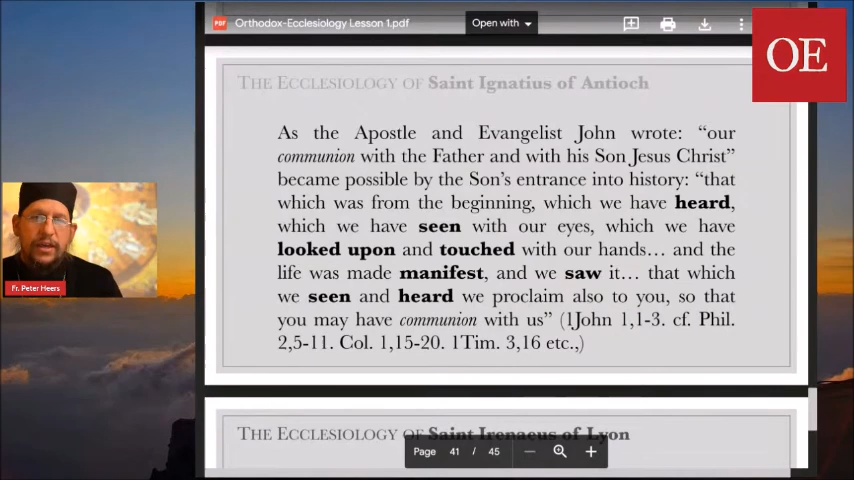 Orthodox-Ecclesiology Lesson 1.pdf
Open with
OE
THE ECCLESIOLOGY OF Saint Ignatius of Antioch
As the Apostle and Evangelist John wrote: “our
communion with the Father and with his Son Jesus Christ”
became possible by the Son’s entrance into history: “that
which was from the beginning, which we have heard,
which we have seen with our eyes, which we have
looked upon and touched with our hands… and the
life was made manifest, and we saw it… that which
we seen and heard we proclaim also to you, so that
you may have communion with us” (1John 1,1-3. cf. Phil.
2,5-11. Col. 1,15-20. 1Tim. 3,16 etc.,)
Fr. Peter Heers
THE ECCLESIOLOGY OF Saint Irenaeus of Lyon
Page 41 / 45